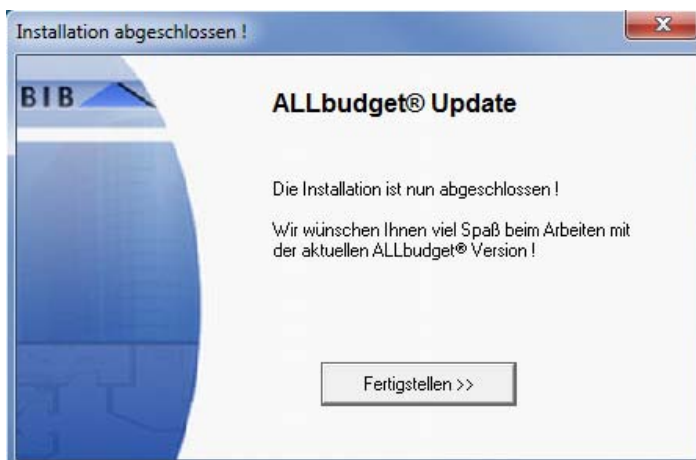 Installation abgeschlossen !
BIB
ALLbudget® Update
Die Installation ist nun abgeschlossen !
Wir wünschen Ihnen viel Spaß beim Arbeiten mit
der aktuellen ALLbudget® Version !
Fertigstellen >>